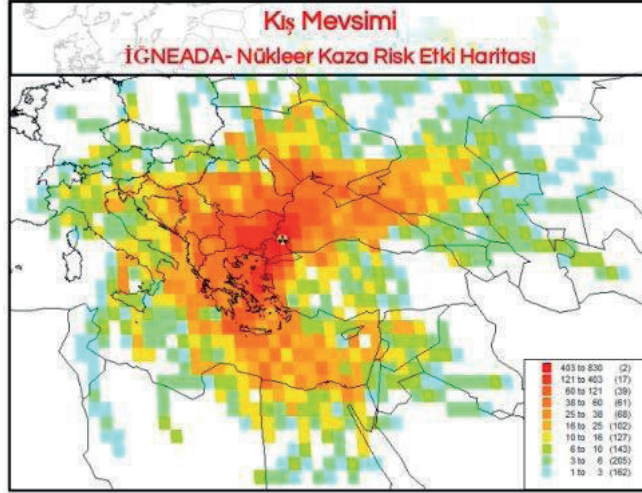 Kış Mevsimi
İĞNEADA- Nükleer Kaza Risk Etki Haritası
403 to 830 (2)
121 to 403 (17)
60 to 121 (39)
38 to 60 (61)
25 to 38 (68)
16 to 25 (102)
10 to 16 (127)
6 to 10 (143)
3 to 6 (205)
1 to 3 (162)